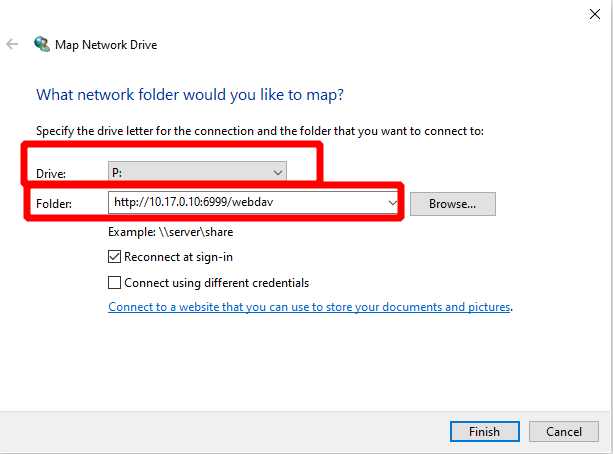 Map Network Drive
What network folder would you like to map?
Specify the drive letter for the connection and the folder that you want to connect to:
Drive: P:
Folder: http://10.17.0.10:6999/webdav Browse...
Example: \\server\share
Reconnect at sign-in
Connect using different credentials
Connect to a website that you can use to store your documents and pictures.
Finish Cancel